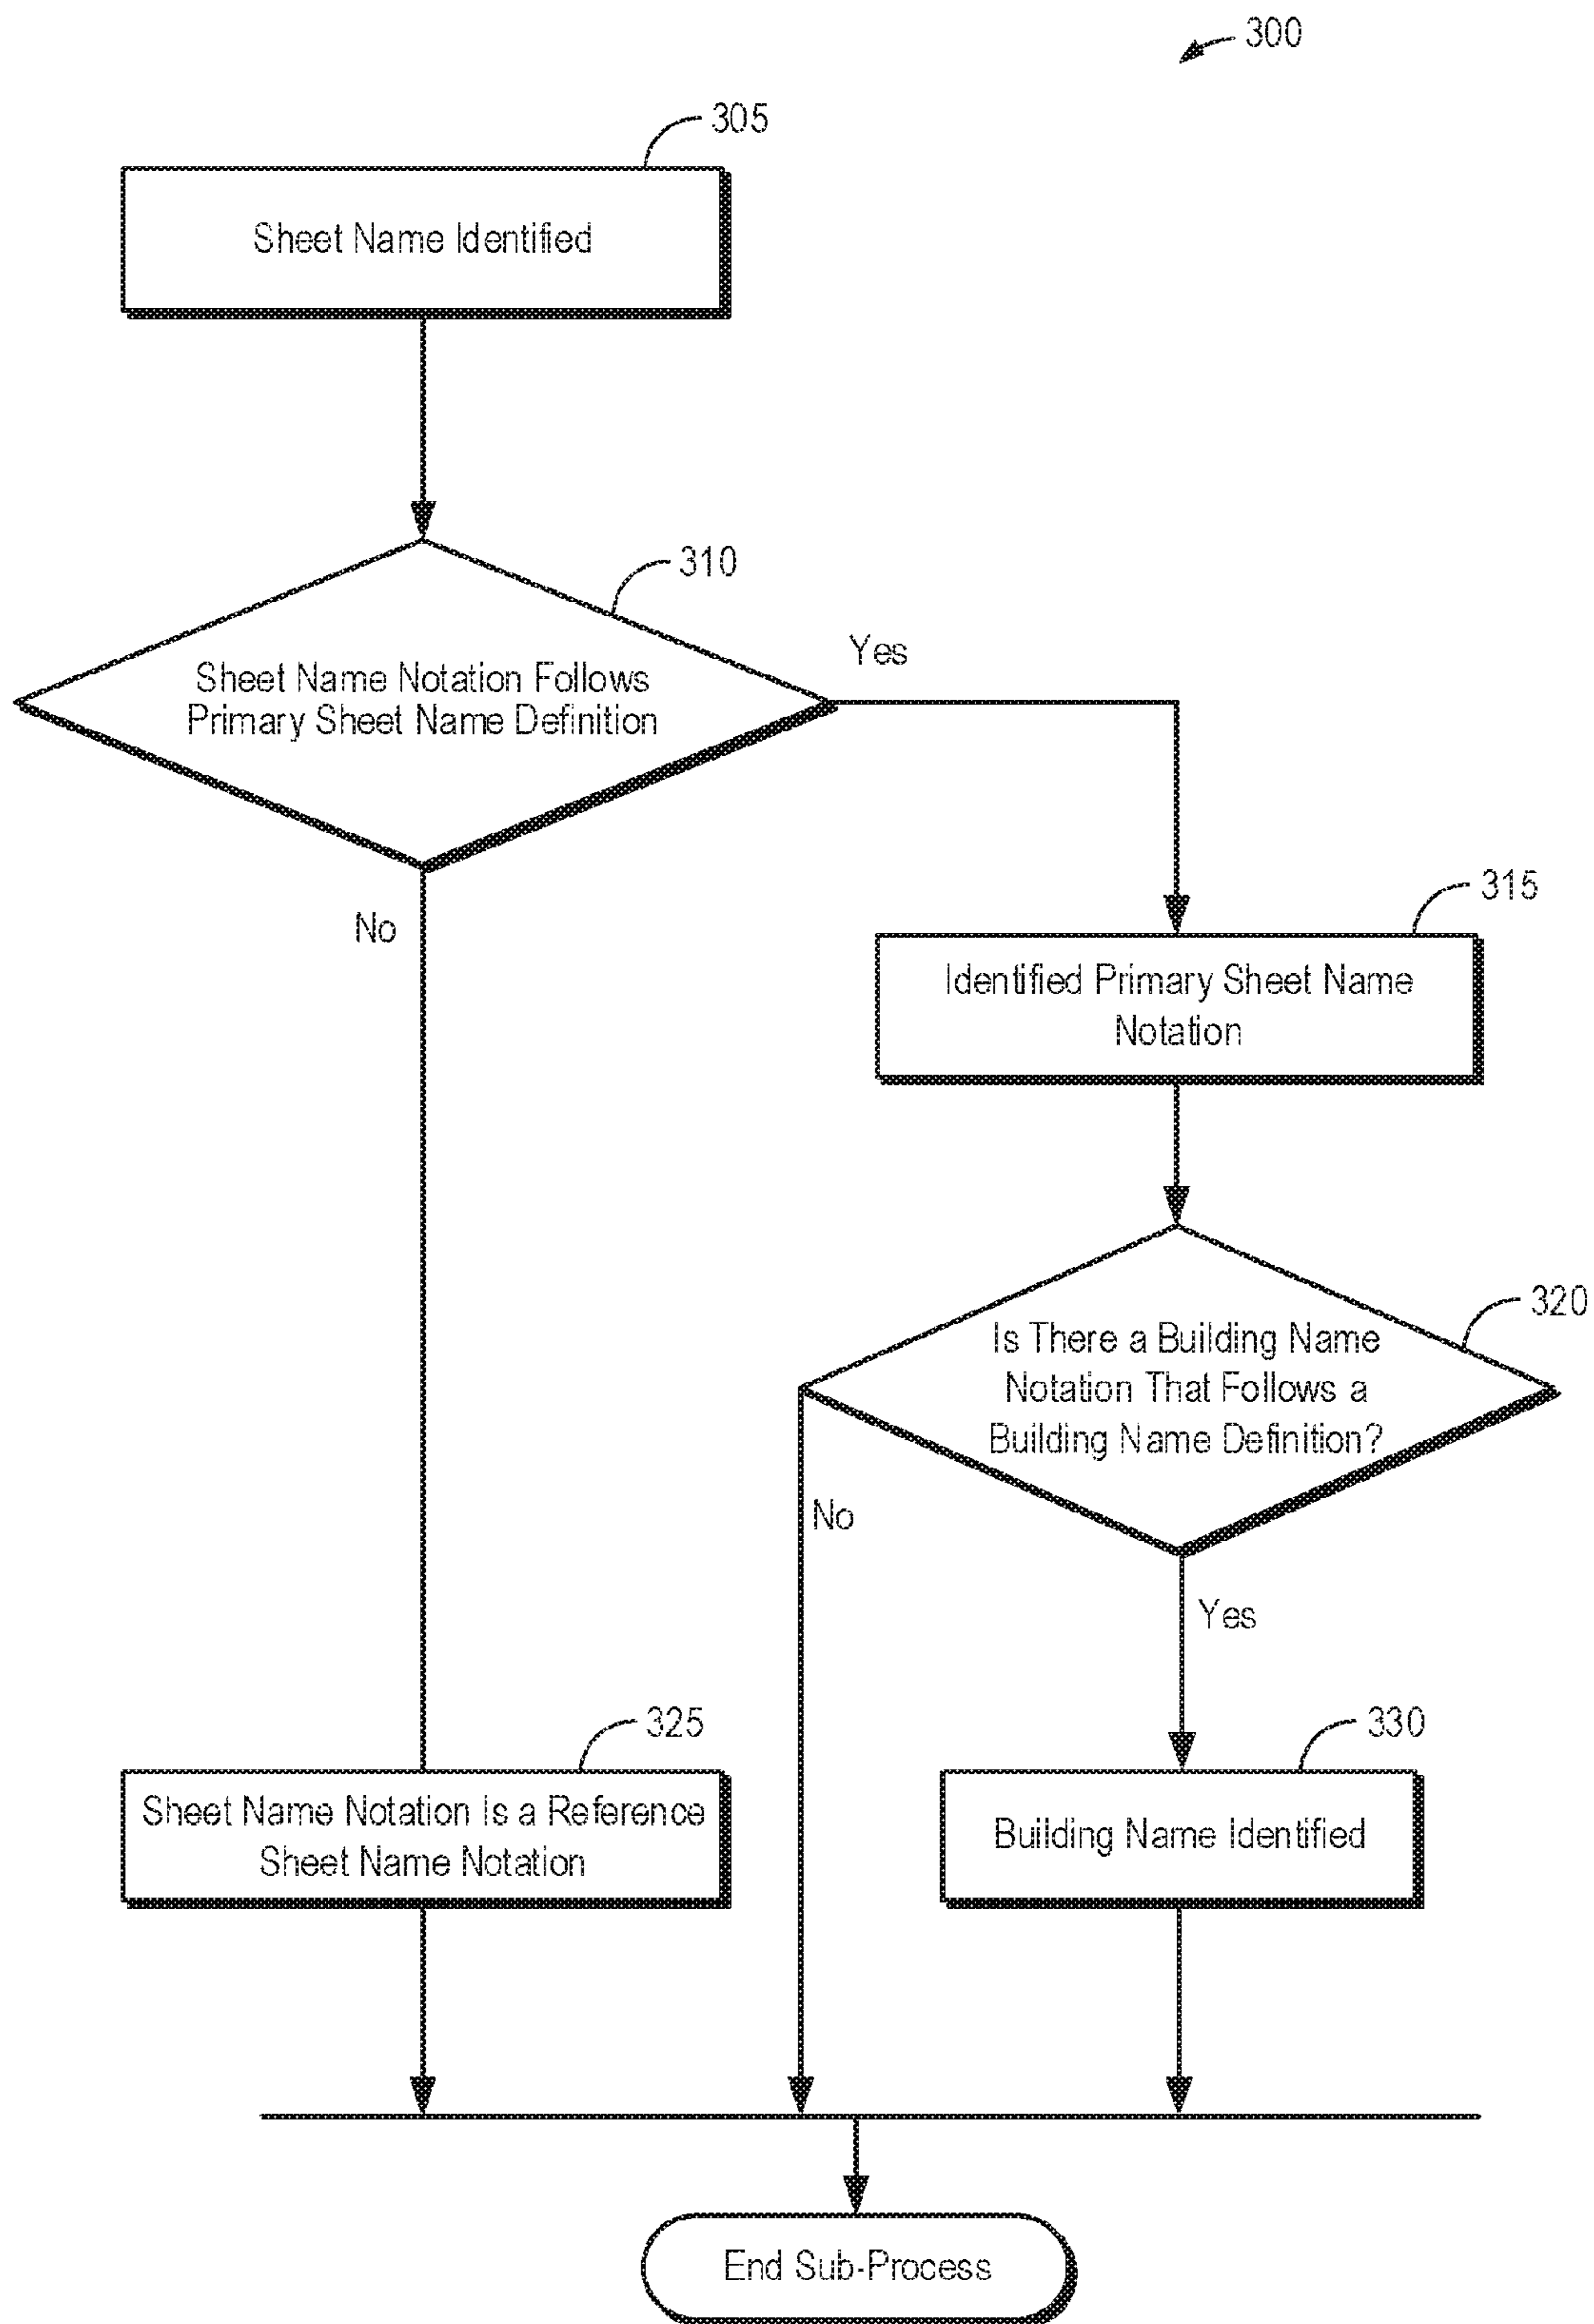 300
305
Sheet Name Identified
310
Sheet Name Notation Follows
Primary Sheet Name Definition
Yes
No
315
Identified Primary Sheet Name
Notation
320
Is There a Building Name
Notation That Follows a
Building Name Definition?
No
Yes
325
Sheet Name Notation Is a Reference
Sheet Name Notation
330
Building Name Identified
End Sub-Process